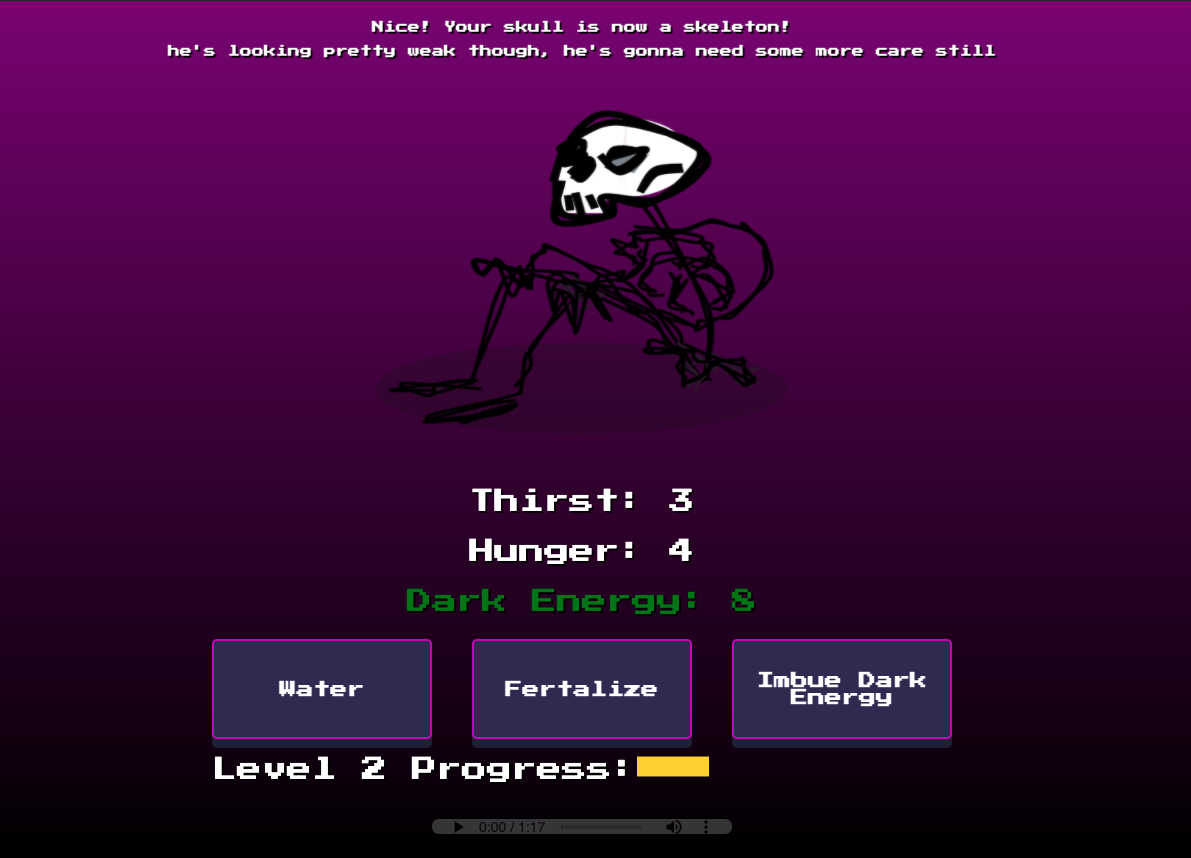 Nice! Your skull is now a skeleton!
he's looking pretty weak though, he's gonna need some more care still
Thirst: 3
Hunger: 4
Dark Energy: 8
Water
Fertalize
Imbue Dark
Energy
Level 2 Progress:
0:00 / 1:17